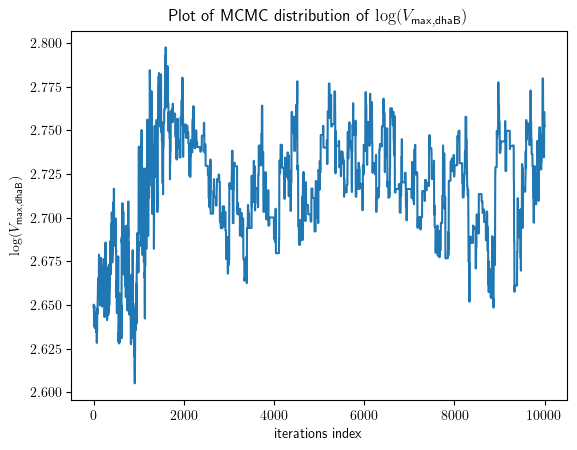 Plot of MCMC distribution of log(V_max,dhaB)
log(V_max,dhaB)
2.800
2.775
2.750
2.725
2.700
2.675
2.650
2.625
2.600
0 2000 4000 6000 8000 10000
iterations index